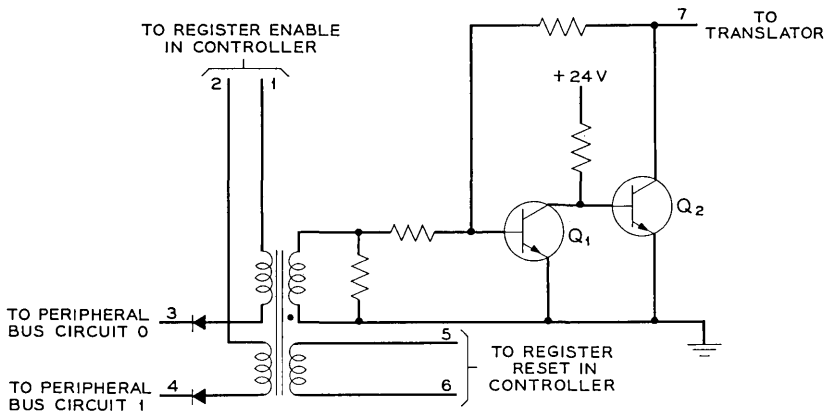 TO REGISTER ENABLE
IN CONTROLLER
2 1
7
TO
TRANSLATOR
+24V
Q1
Q2
TO PERIPHERAL
BUS CIRCUIT 0
3
TO PERIPHERAL
BUS CIRCUIT 1
4
5
6
TO REGISTER
RESET IN
CONTROLLER